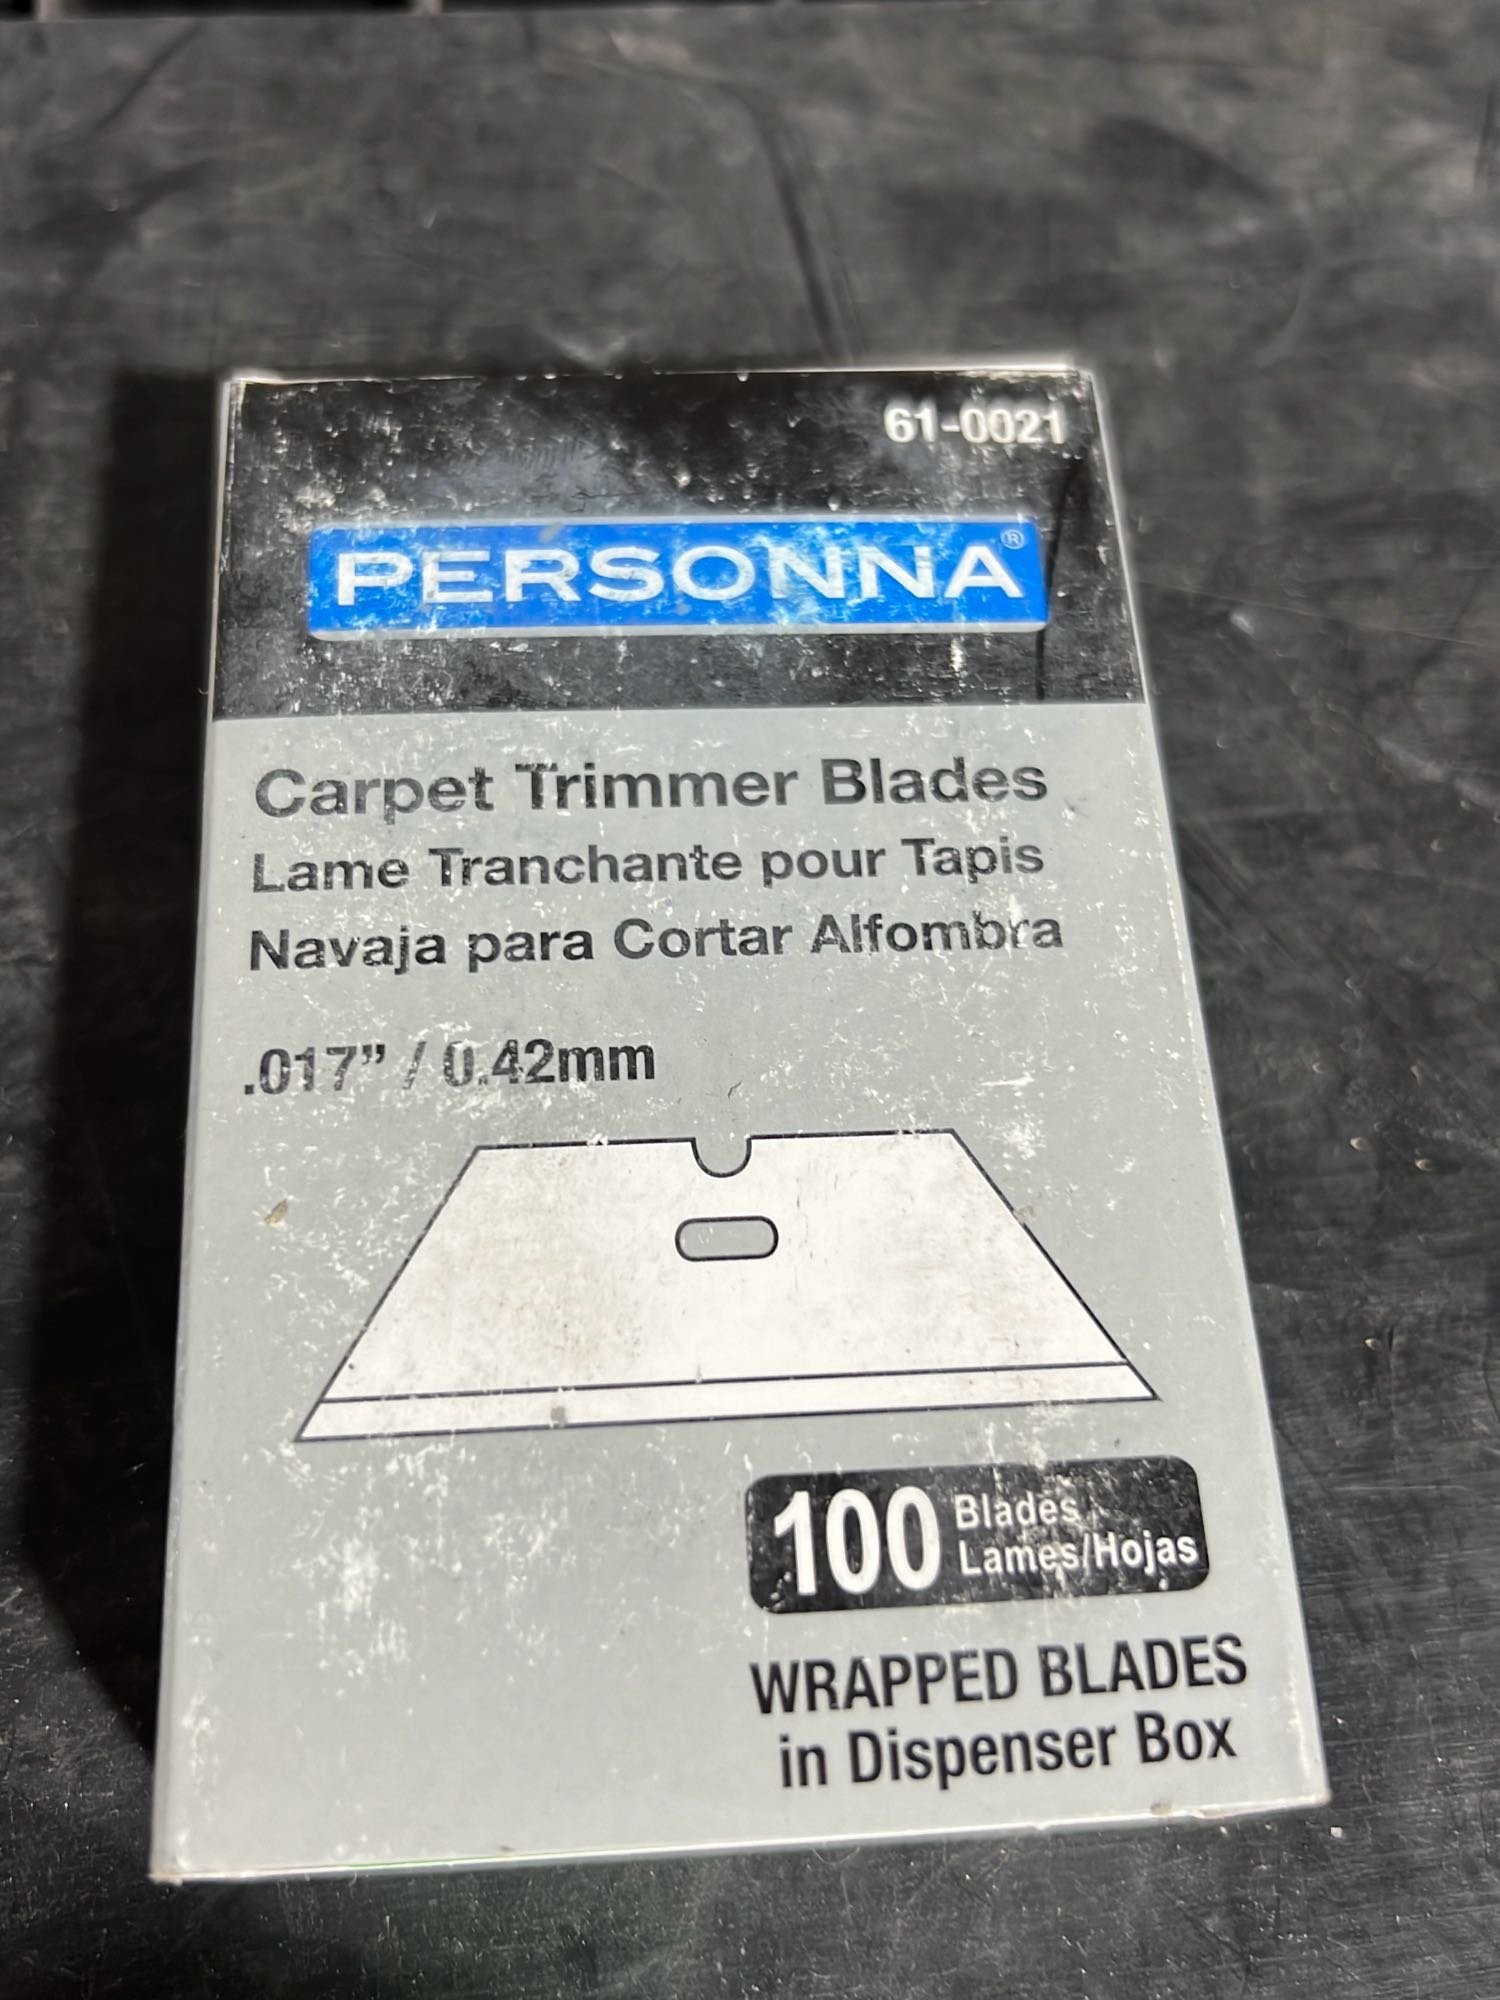 61-0021
PERSONNA®
Carpet Trimmer Blades
Lame Tranchante pour Tapis
Navaja para Cortar Alfombra
.017” / 0.42mm
100 Blades
Lames/Hojas
WRAPPED BLADES
in Dispenser Box